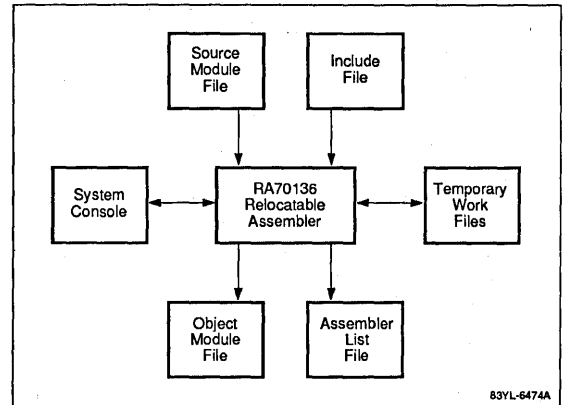 Source
Module
File
Include
File
System
Console
RA70136
Relocatable
Assembler
Temporary
Work
Files
Object
Module
File
Assembler
List
File
83YL-6474A